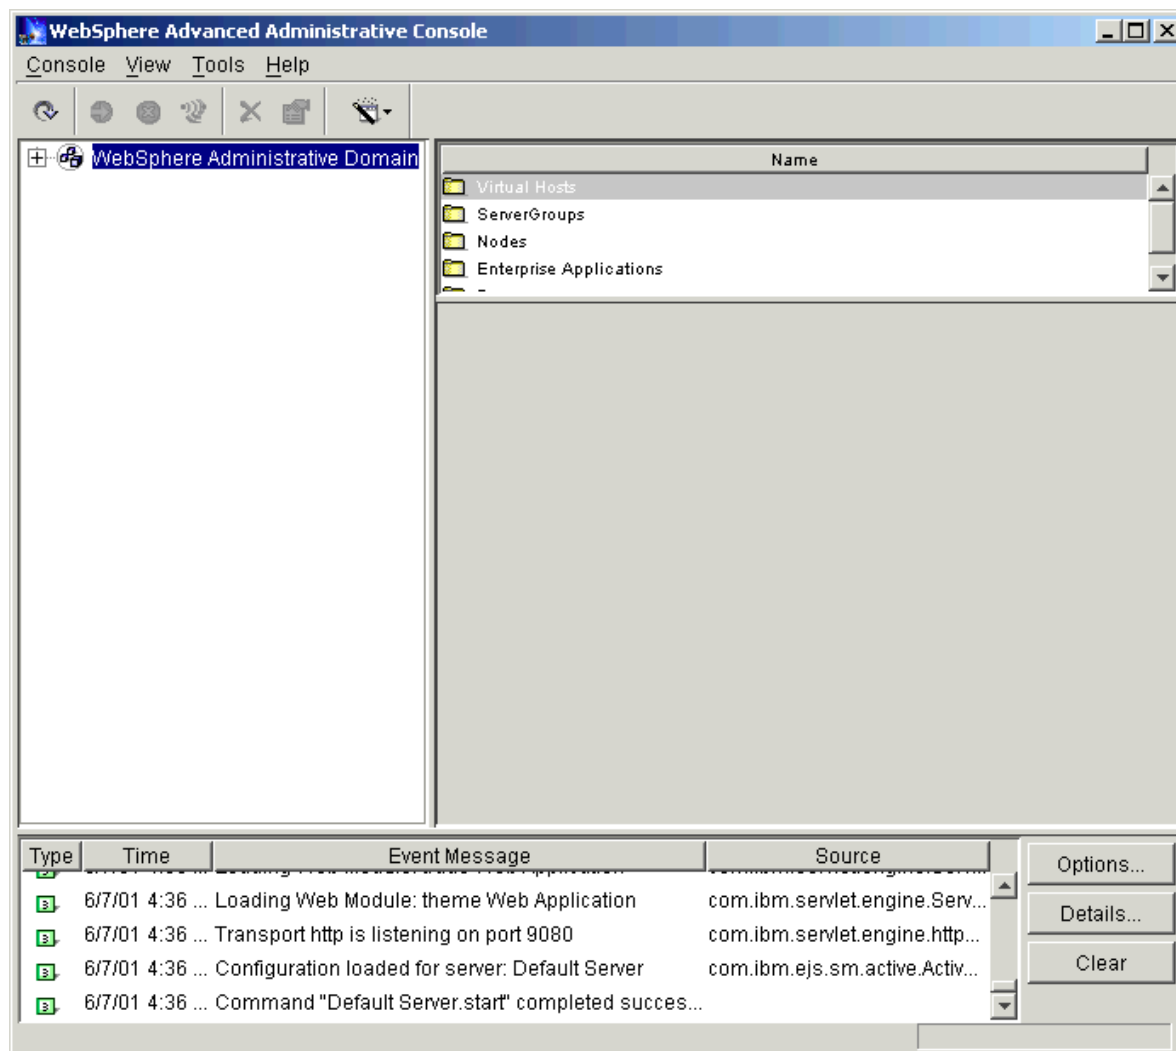 WebSphere Advanced Administrative Console
Console View Tools Help
WebSphere Administrative Domain
Name
Virtual Hosts
ServerGroups
Nodes
Enterprise Applications
Type Time Event Message Source
6/7/01 4:36 ... Loading Web Module: theme Web Application com.ibm.servlet.engine.Serv...
6/7/01 4:36 ... Transport http is listening on port 9080 com.ibm.servlet.engine.http...
6/7/01 4:36 ... Configuration loaded for server: Default Server com.ibm.ejs.sm.active.Activ...
6/7/01 4:36 ... Command "Default Server.start" completed succes...
Options...
Details...
Clear